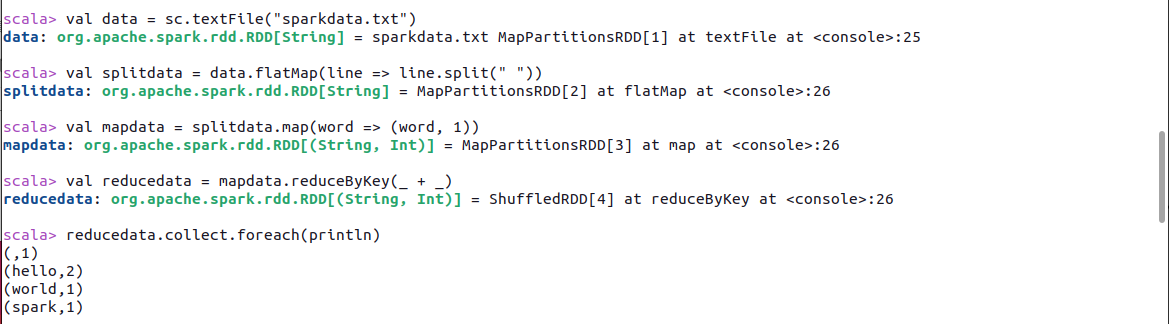 scala> val data = sc.textFile("sparkdata.txt")
data: org.apache.spark.rdd.RDD[String] = sparkdata.txt MapPartitionsRDD[1] at textFile at <console>:25
scala> val splitdata = data.flatMap(line => line.split(" "))
splitdata: org.apache.spark.rdd.RDD[String] = MapPartitionsRDD[2] at flatMap at <console>:26
scala> val mapdata = splitdata.map(word => (word, 1))
mapdata: org.apache.spark.rdd.RDD[(String, Int)] = MapPartitionsRDD[3] at map at <console>:26
scala> val reducedata = mapdata.reduceByKey(_ + _)
reducedata: org.apache.spark.rdd.RDD[(String, Int)] = ShuffledRDD[4] at reduceByKey at <console>:26
scala> reducedata.collect.foreach(println)
(,1)
(hello,2)
(world,1)
(spark,1)